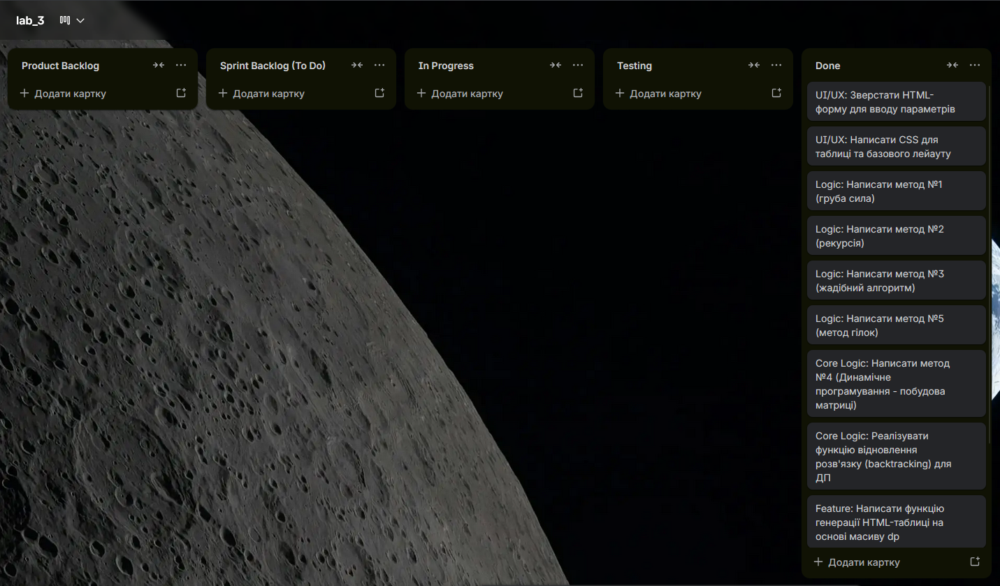 lab_3
Product Backlog
Додати картку
Sprint Backlog (To Do)
Додати картку
In Progress
Додати картку
Testing
Додати картку
Done
UI/UX: Зверстати HTML-
форму для вводу параметрів
UI/UX: Написати CSS для
таблиці та базового лейауту
Logic: Написати метод №1
(груба сила)
Logic: Написати метод №2
(рекурсія)
Logic: Написати метод №3
(жадібний алгоритм)
Logic: Написати метод №5
(метод гілок)
Core Logic: Написати метод
№4 (Динамічне
програмування - побудова
матриці)
Core Logic: Реалізувати
функцію відновлення
розв'язку (backtracking) для
ДП
Feature: Написати функцію
генерації HTML-таблиці на
основі масиву dp
Додати картку